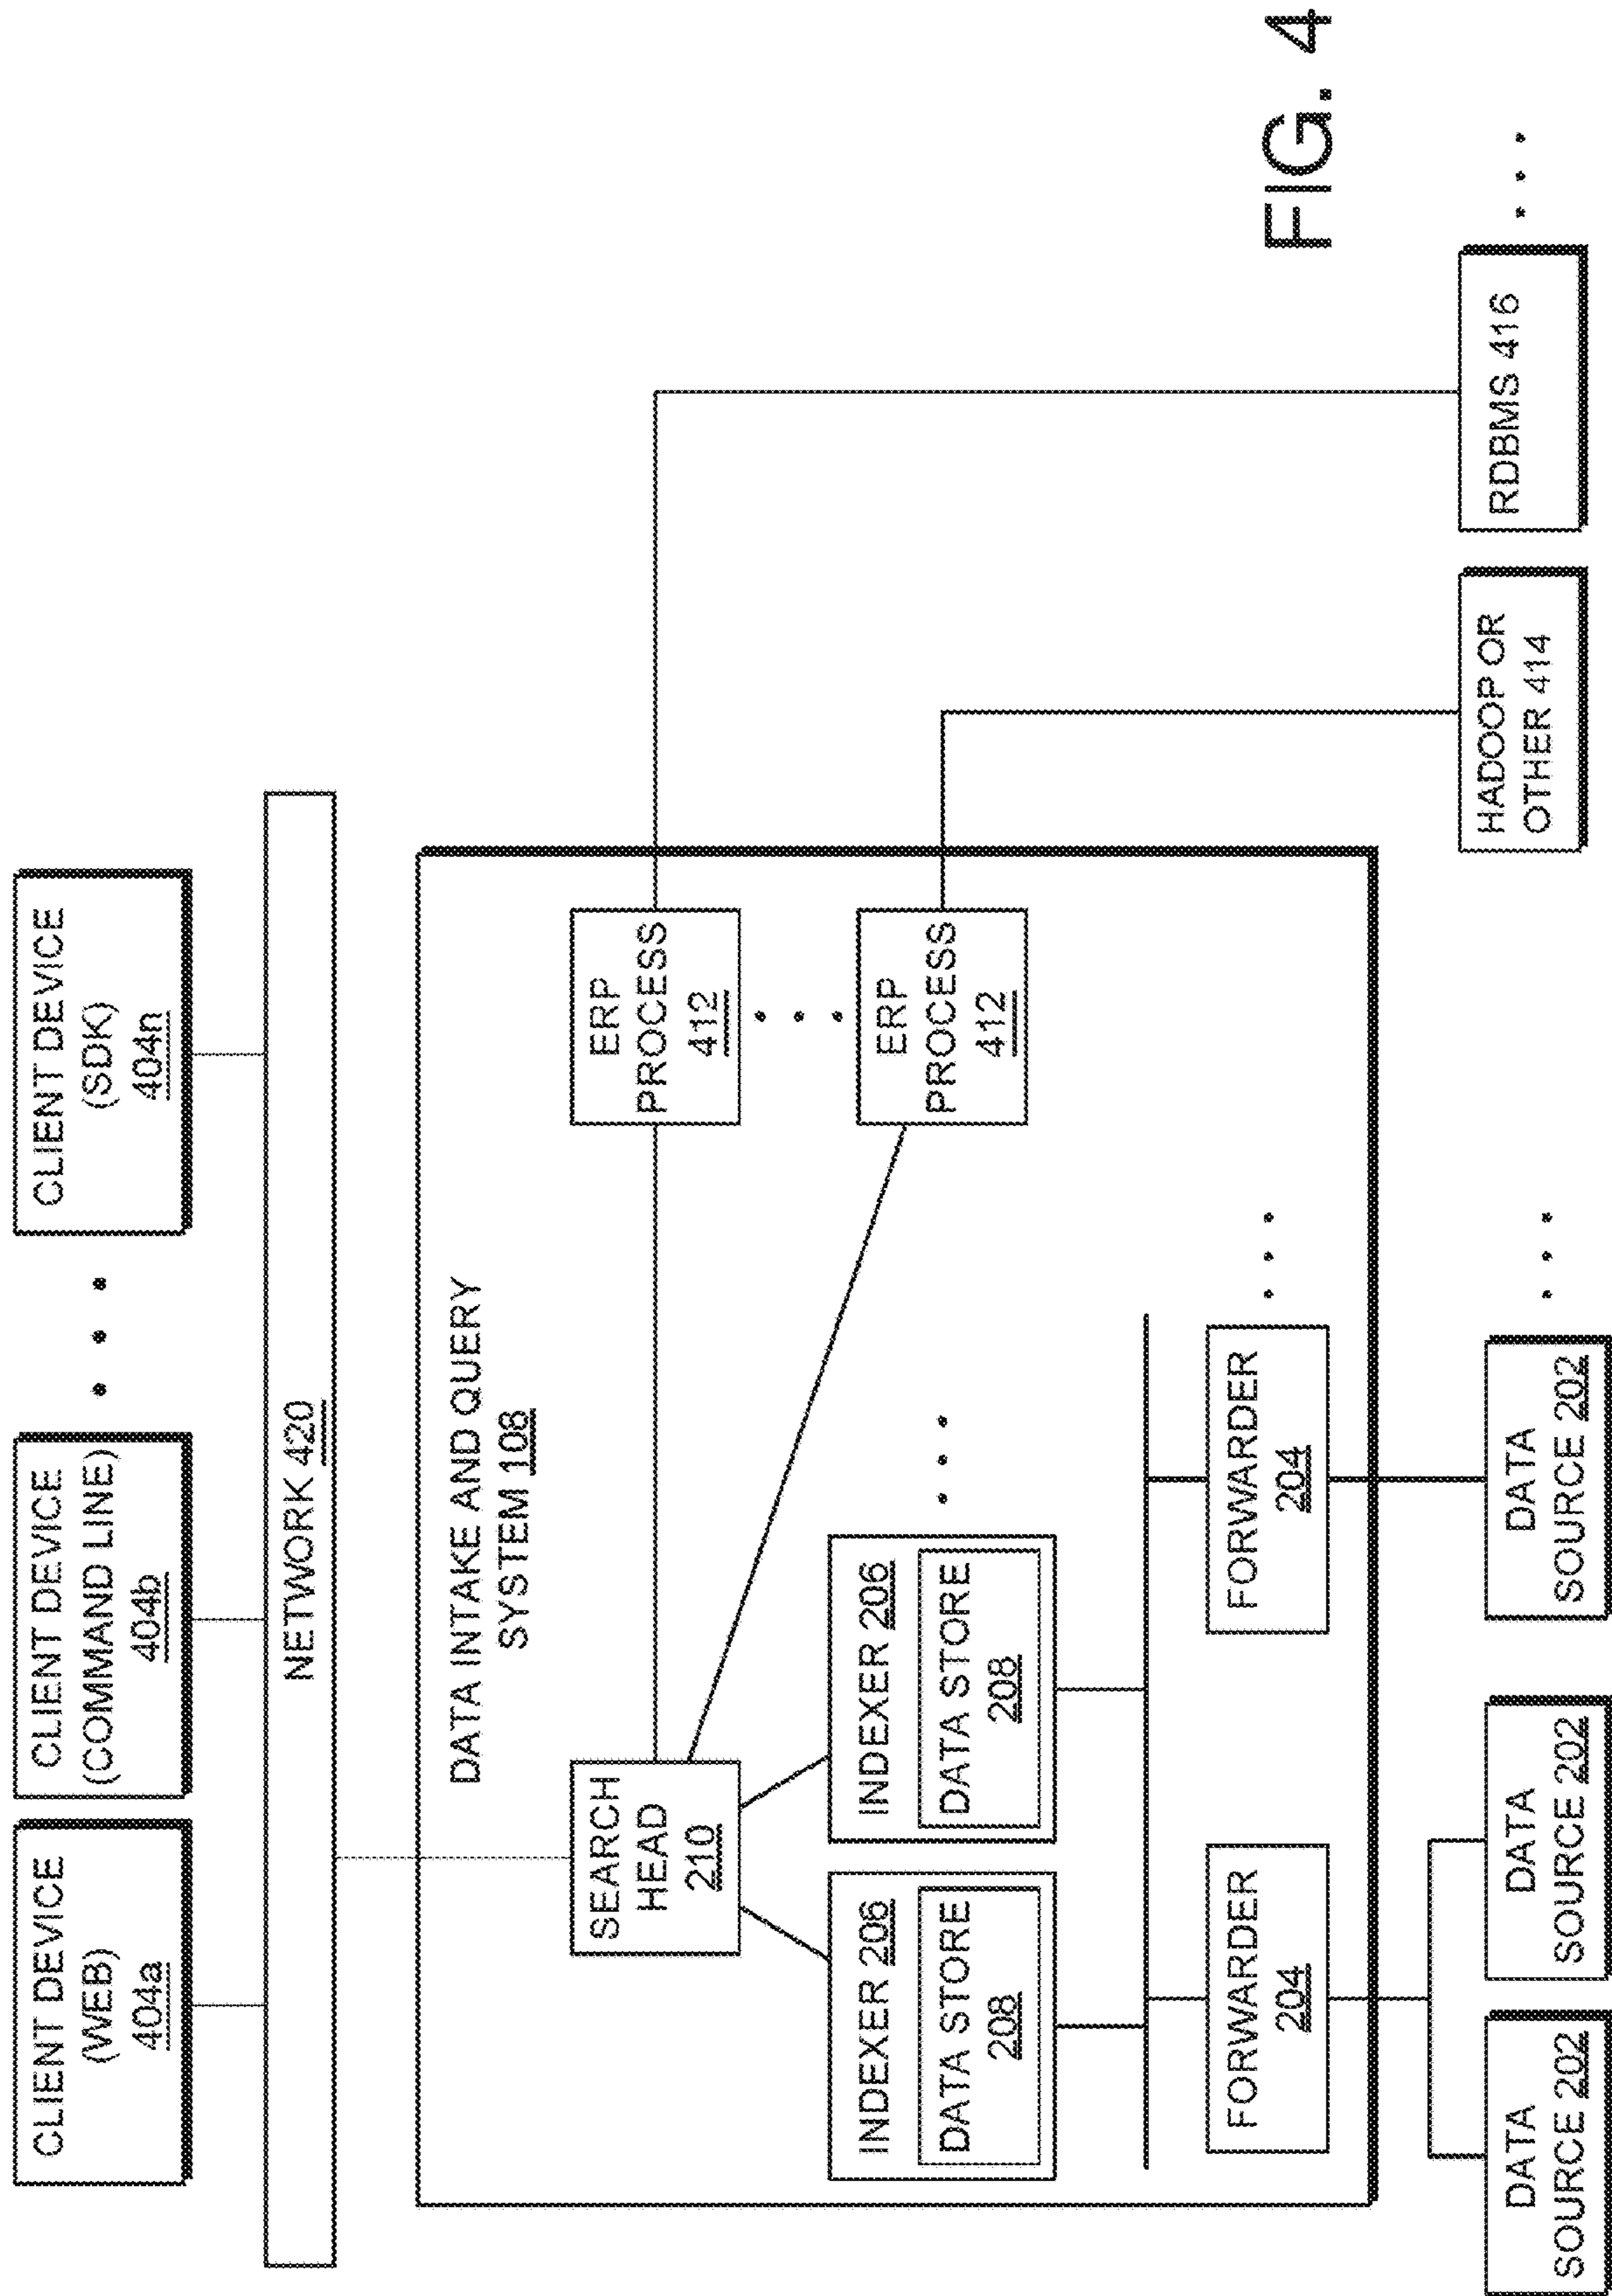 CLIENT DEVICE
(WEB)
404a
CLIENT DEVICE
(COMMAND LINE)
404b
CLIENT DEVICE
(SDK)
404n
NETWORK 420
DATA INTAKE AND QUERY
SYSTEM 108
SEARCH
HEAD
210
ERP
PROCESS
412
ERP
PROCESS
412
INDEXER 206
DATA STORE
208
INDEXER 206
DATA STORE
208
FORWARDER
204
FORWARDER
204
DATA
SOURCE 202
DATA
SOURCE 202
DATA
SOURCE 202
HADOOP OR
OTHER 414
RDBMS 416
FIG. 4